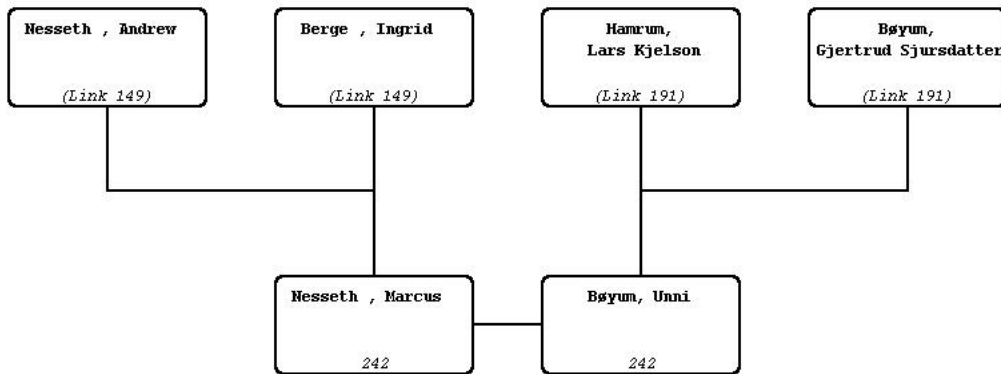 Nesseth , Andrew
(Link 149)
Berge , Ingrid
(Link 149)
Hamrum,
Lars Kjelson
(Link 191)
Bøyum,
Gjertrud Sjursdatter
(Link 191)
Nesseth , Marcus
242
Bøyum, Unni
242